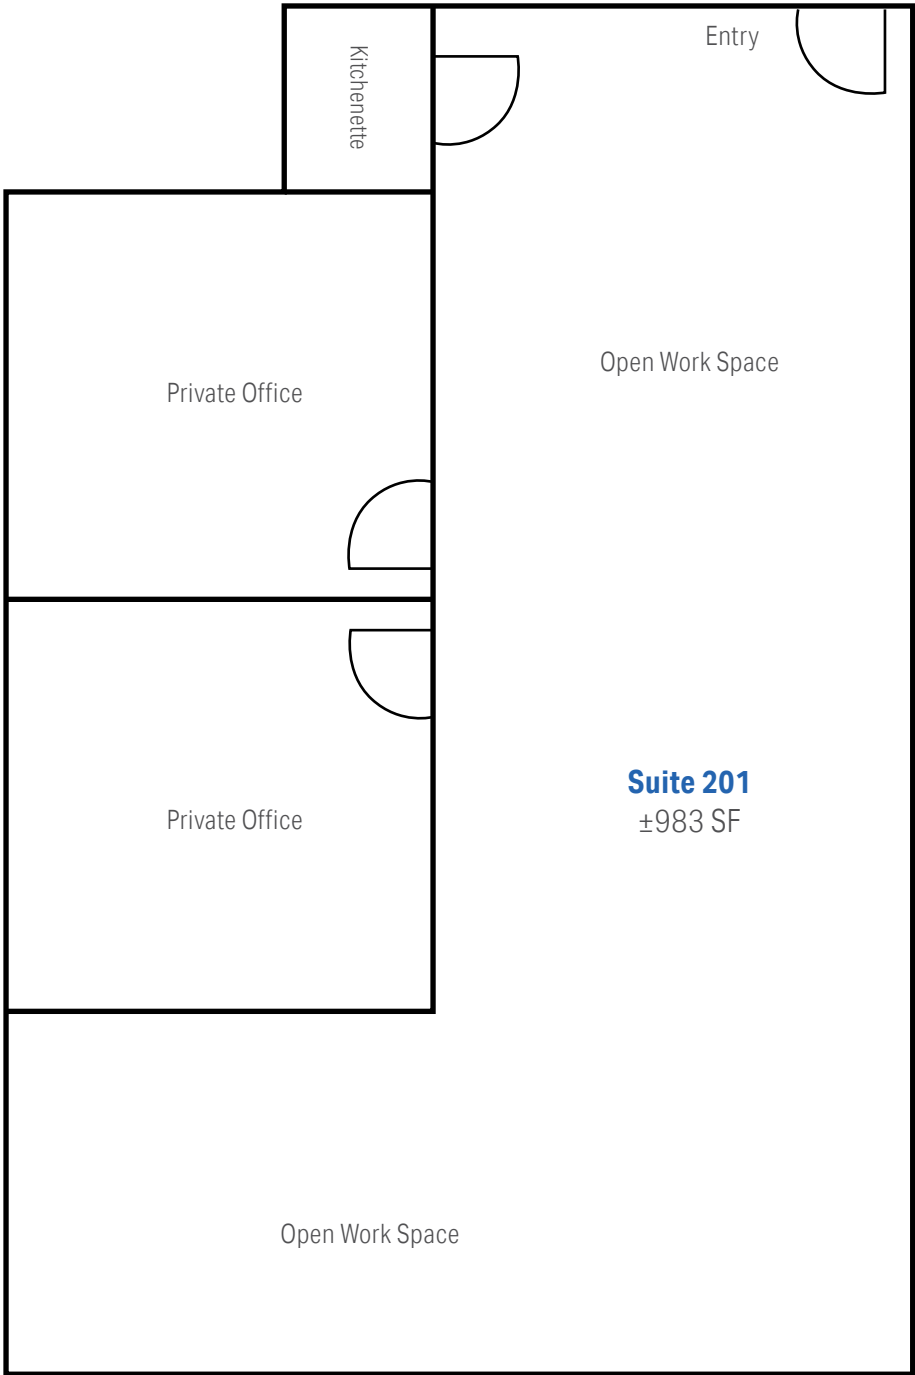 Entry
Kitchenette
Open Work Space
Private Office
Suite 201
±983 SF
Private Office
Open Work Space